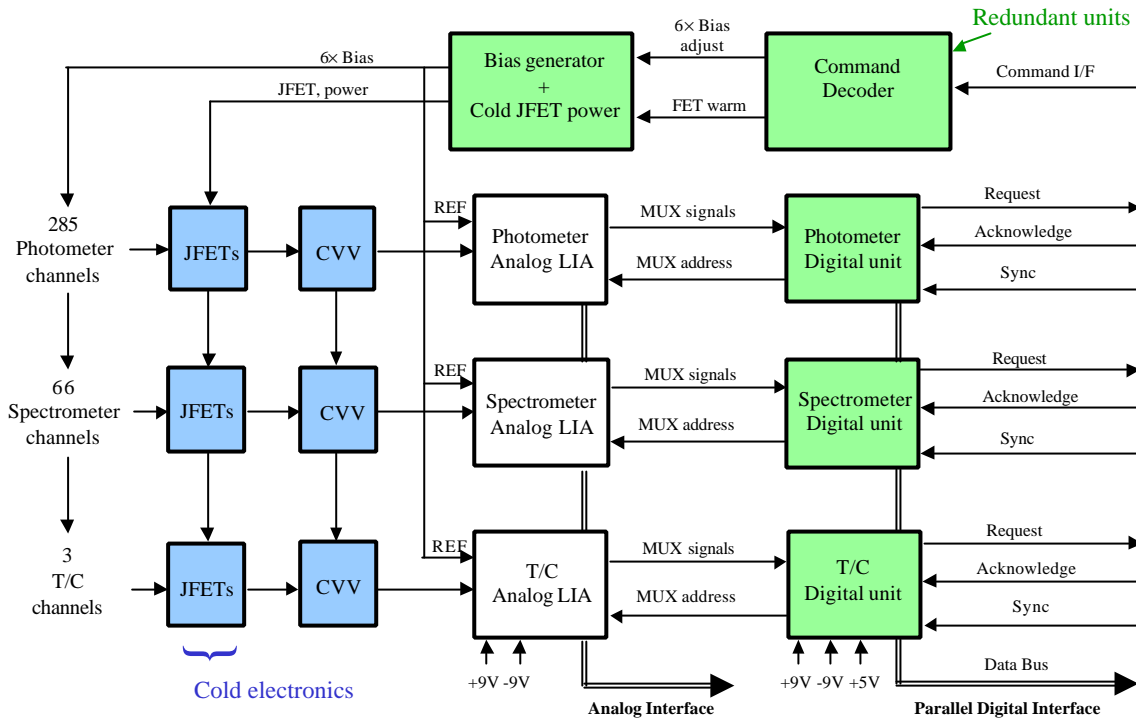 Redundant units
6× Bias
adjust
6× Bias
Bias generator
+
Cold JFET power
Command
Decoder
Command I/F
JFET, power
FET warm
285
Photometer
channels
JFETs
CVV
REF
Photometer
Analog LIA
MUX signals
MUX address
Photometer
Digital unit
Request
Acknowledge
Sync
66
Spectrometer
channels
JFETs
CVV
REF
Spectrometer
Analog LIA
MUX signals
MUX address
Spectrometer
Digital unit
Request
Acknowledge
Sync
3
T/C
channels
JFETs
CVV
REF
T/C
Analog LIA
MUX signals
MUX address
T/C
Digital unit
Request
Acknowledge
Sync
Cold electronics
+9V -9V
Analog Interface
+9V -9V +5V
Data Bus
Parallel Digital Interface